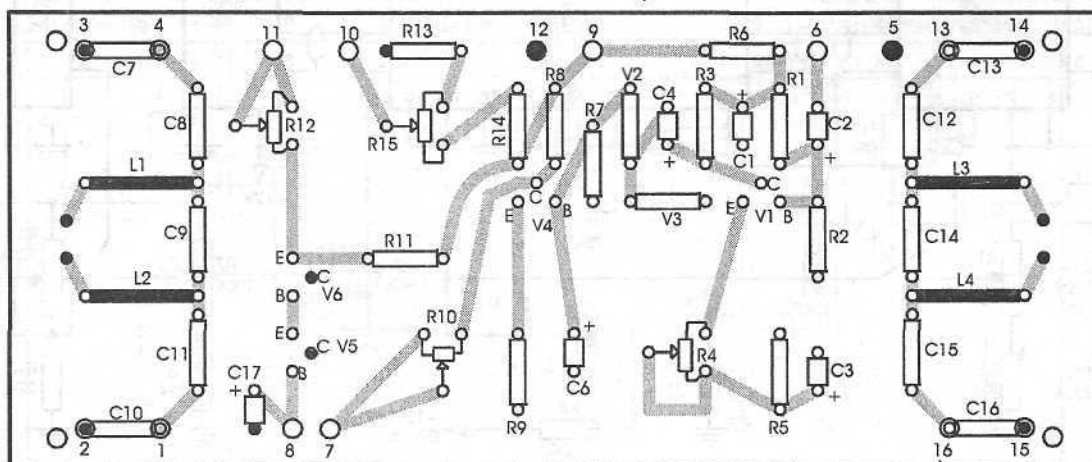 3 4 11 10 R13 12 9 R6 6 5 13 14
C7 C13
R8 V2 R3 R1
C4 +
C8 R12 R15 R14 R7 C2 C12
+ C1 +
L1 C C L3
E V4 B V3 E V1 B
C9 R11 R2 C14
E
C
L2 V6 L4
B
R10 +
E
C11 C V5 R4 C15
C17 B C6 C3
+ +
C10 R9 R5 C16
2 1 8 7 16 15